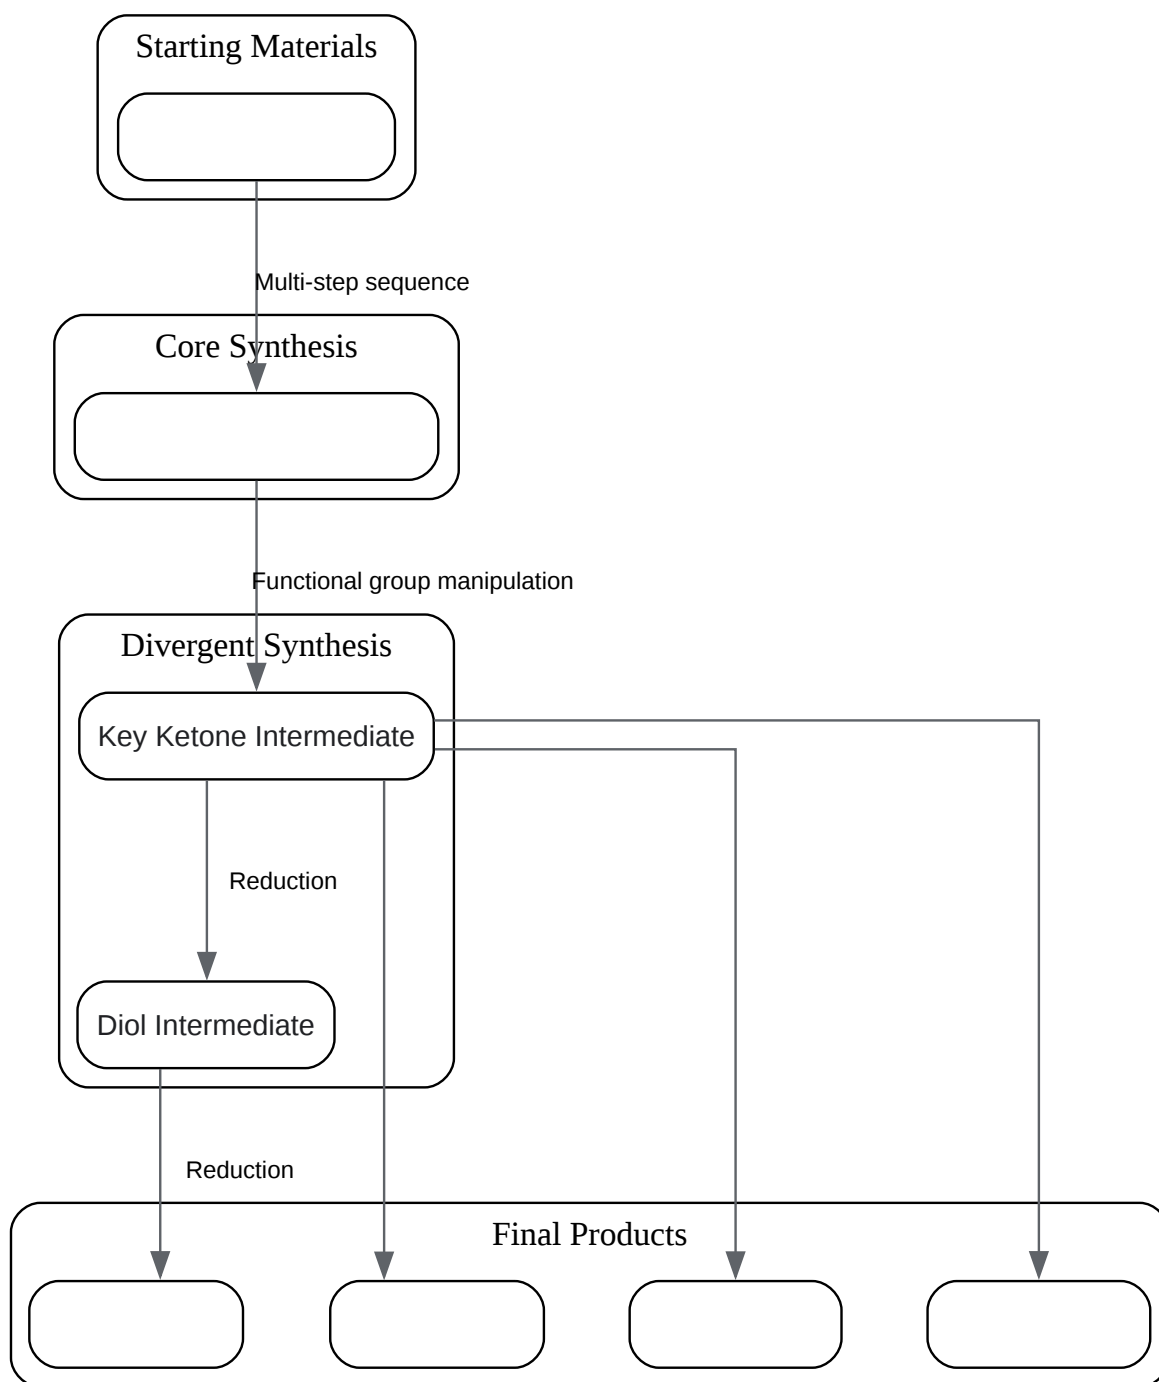 Starting Materials
Multi-step sequence
Core Synthesis
Functional group manipulation
Divergent Synthesis
Key Ketone Intermediate
Reduction
Diol Intermediate
Reduction
Final Products